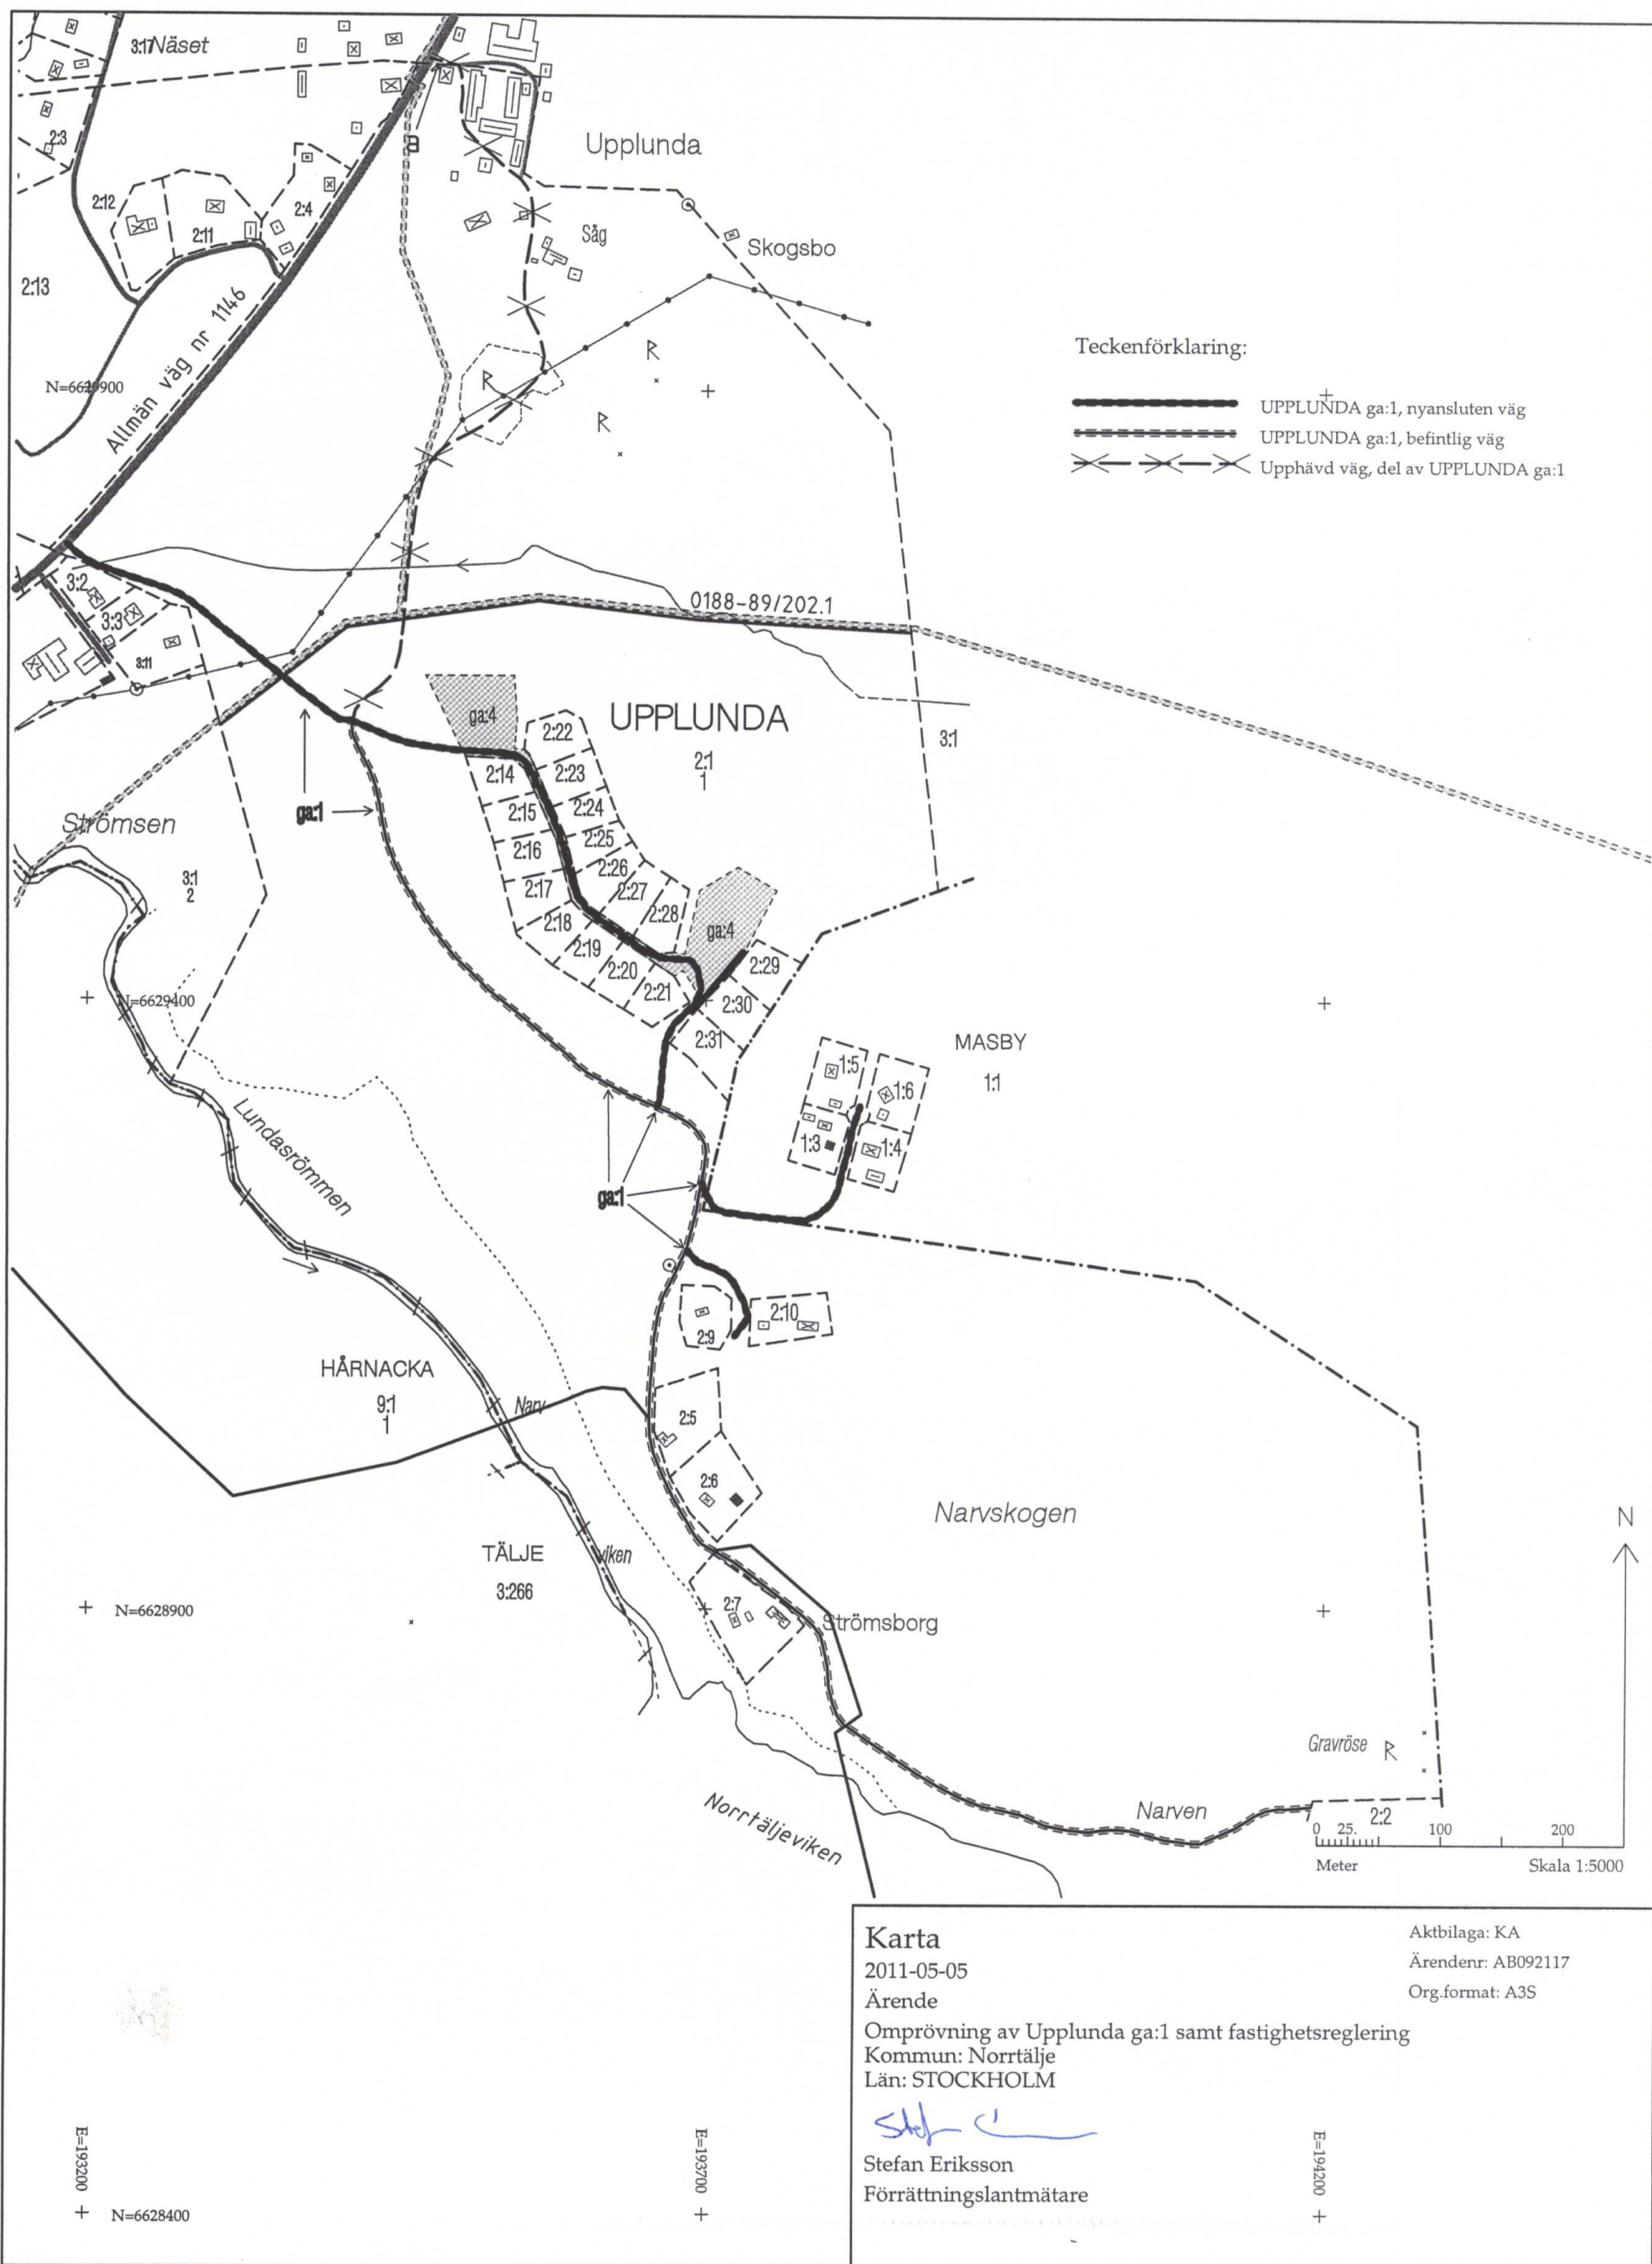 3:17 Näset
2:3
a
Upplunda
2:12
2:11
2:4
Såg
Skogsbo
2:13
Allmän väg nr 1146
R
R
R
N=6629900
Teckenförklaring:
UPPLUNDA ga:1, nyansluten väg
UPPLUNDA ga:1, befintlig väg
Upphävd väg, del av UPPLUNDA ga:1
3:2
3:3
3:11
0188-89/202.1
ga:4
UPPLUNDA
2:1
1
3:1
2:22
2:14
2:23
2:15
2:24
2:16
2:25
2:26
2:17
2:27
2:18
2:28
2:19
2:20
2:21
ga:4
2:29
2:30
2:31
ga:1
Strömsen
3:1
2
N=6629400
MASBY
1:1
1:5
1:6
1:3
1:4
Lundasrömmen
ga:1
2:9
2:10
HÅRNACKA
9:1
1
Narv-
2:5
2:6
Narvskogen
N
TÄLJE
3:266
viken
N=6628900
2:7
Strömsborg
Gravröse R
Norrtäljeviken
Narven
2:2
0 25. 100 200
Meter Skala 1:5000
Karta
2011-05-05
Ärende
Omprövning av Upplunda ga:1 samt fastighetsreglering
Kommun: Norrtälje
Län: STOCKHOLM
Aktbilaga: KA
Ärendenr: AB092117
Org.format: A3S
Stefan Eriksson
Förrättningslantmätare
E=193200
E=193700
E=194200
N=6628400